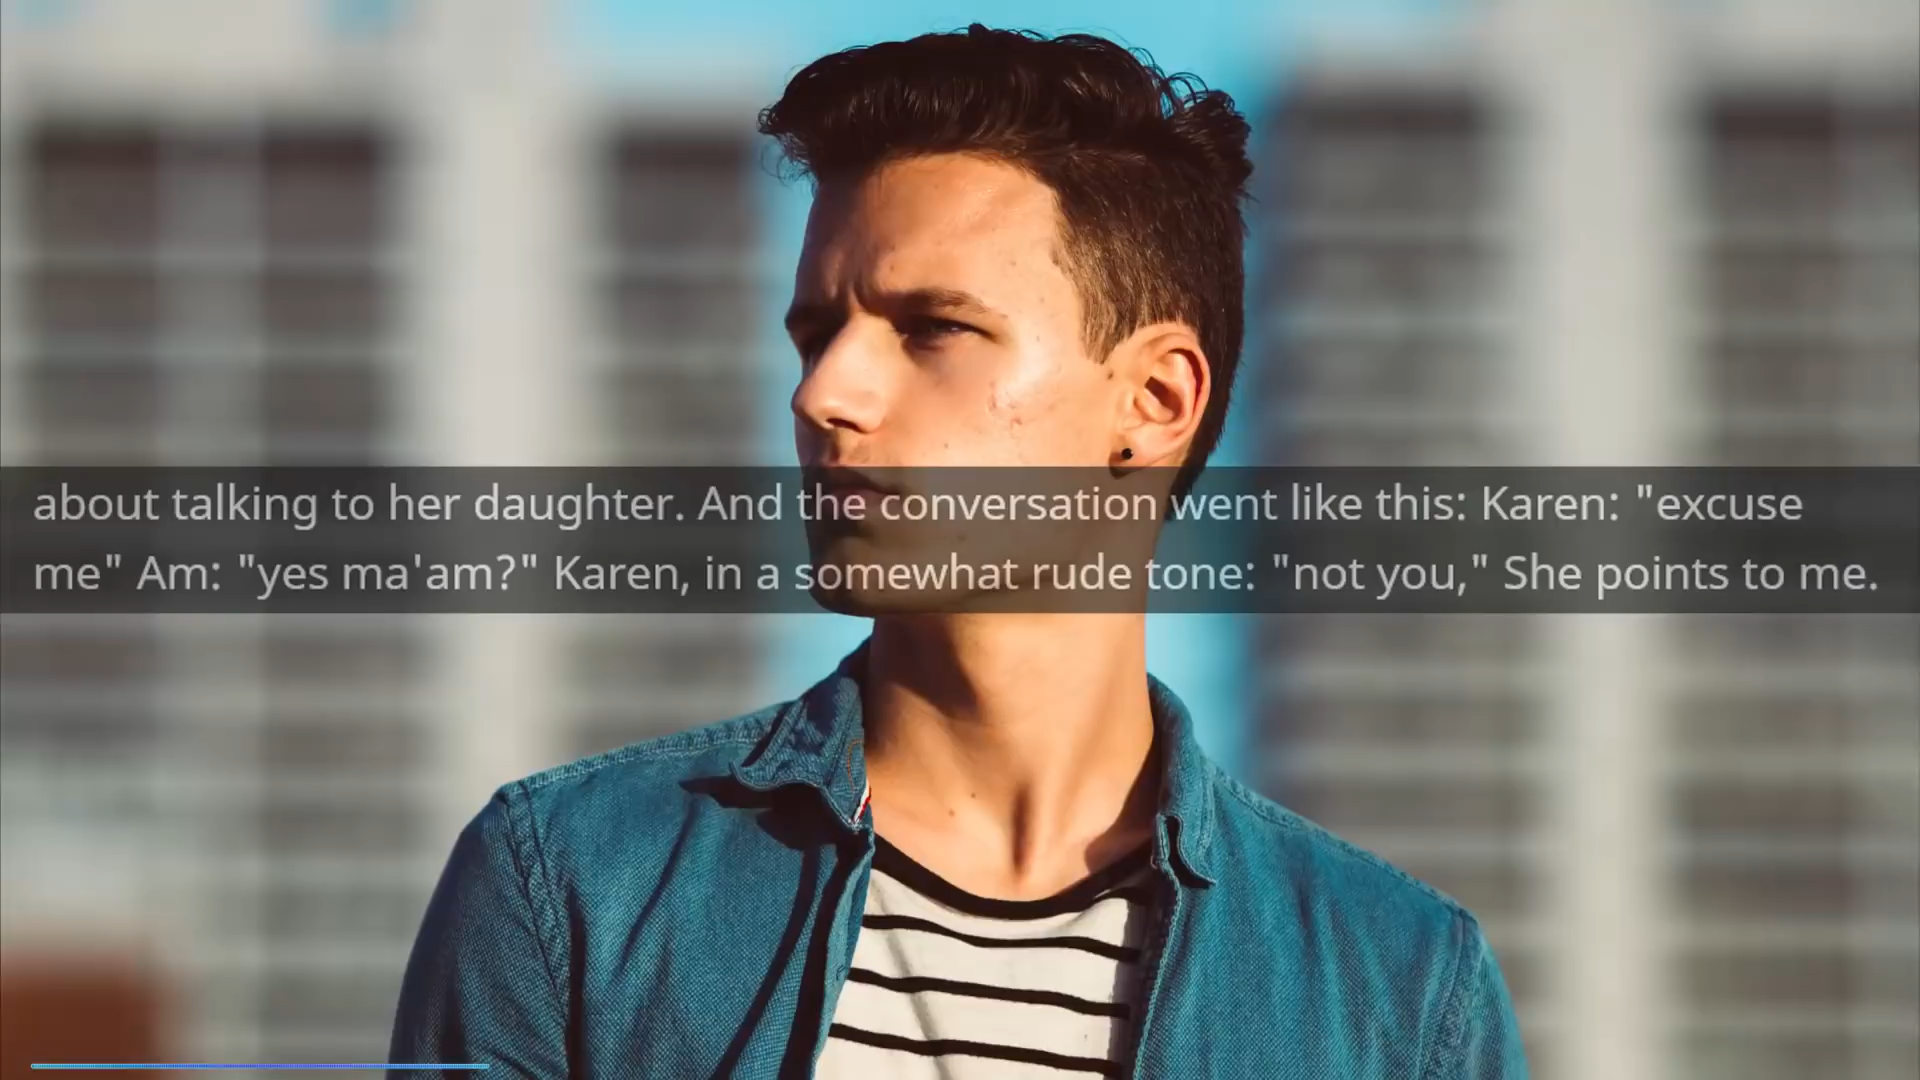 about talking to her daughter. And the conversation went like this: Karen: "excuse
me" Am: "yes ma'am?" Karen, in a somewhat rude tone: "not you," She points to me.